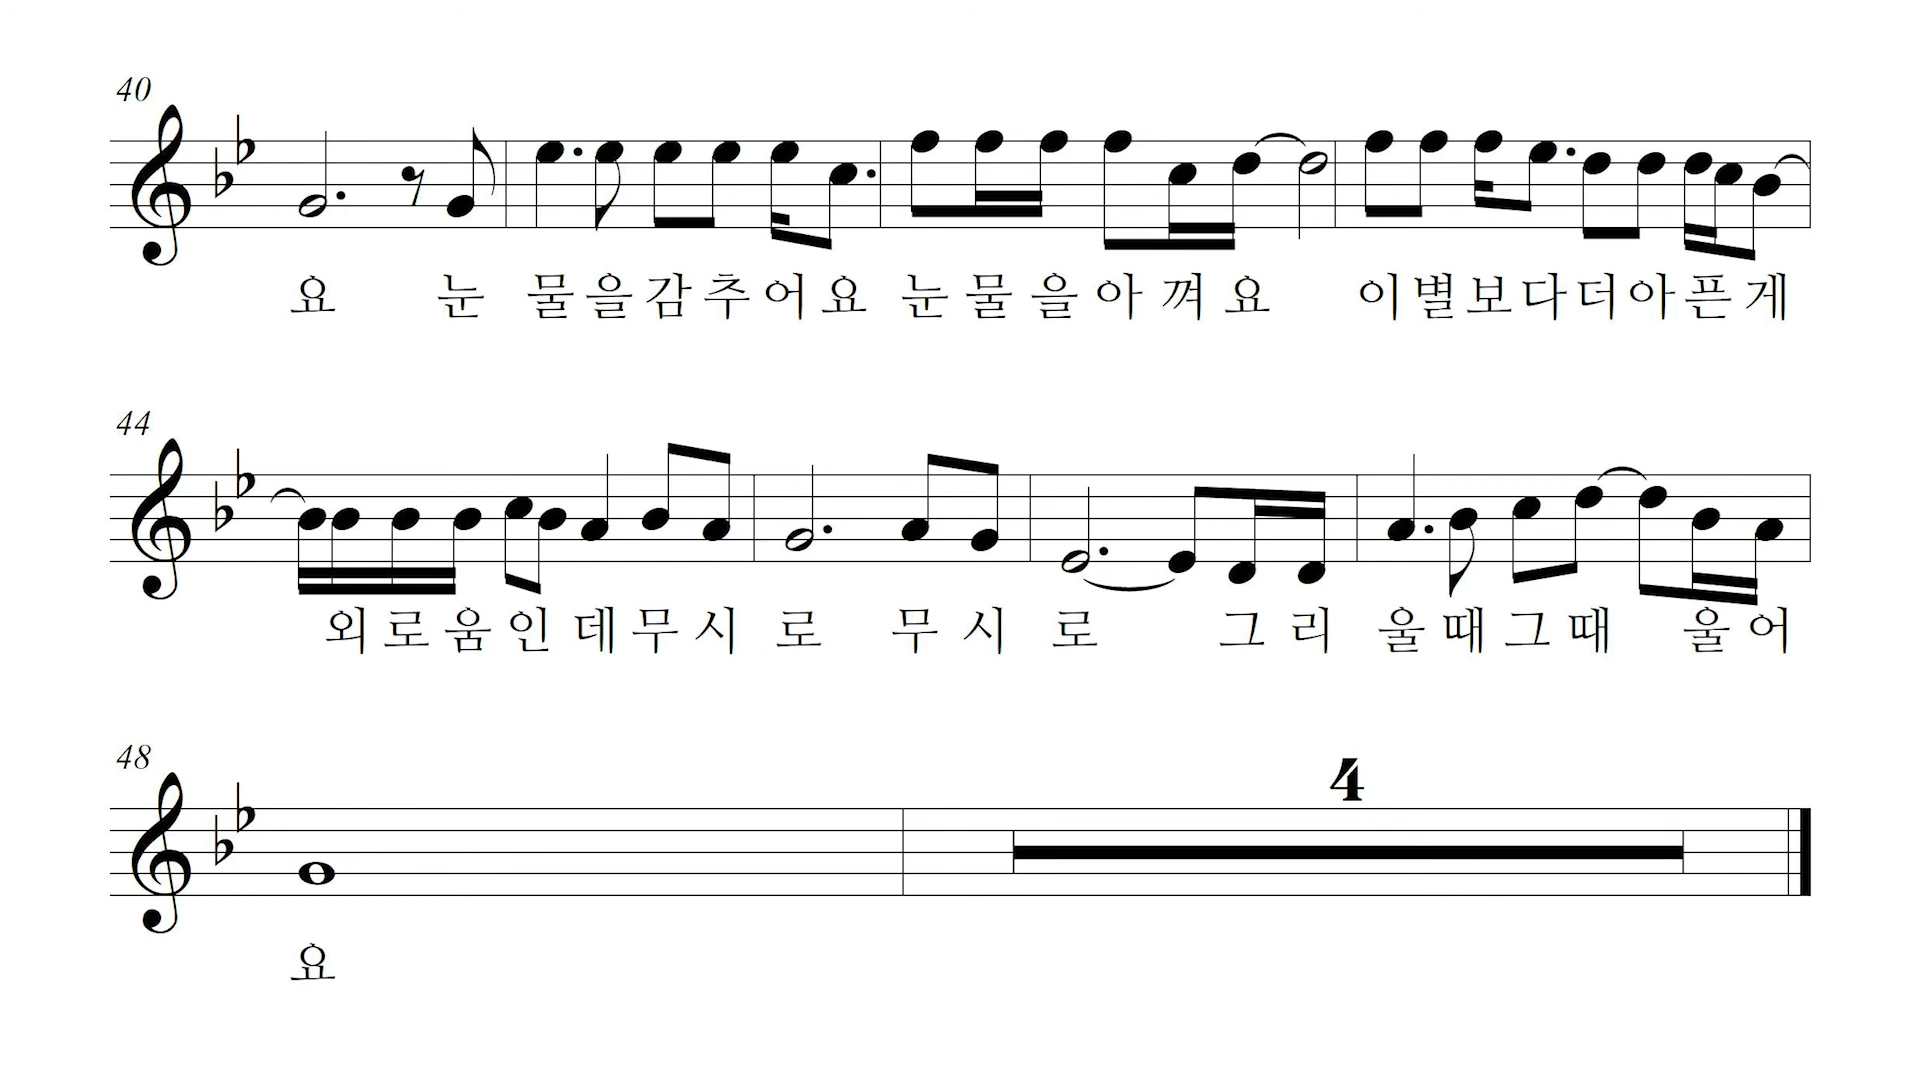 40
요 눈 물을감추어요 눈물을아껴요 이별보다더아픈게
44
외로움인데무시로 무시로 그리울때그때 울어
48
4
요